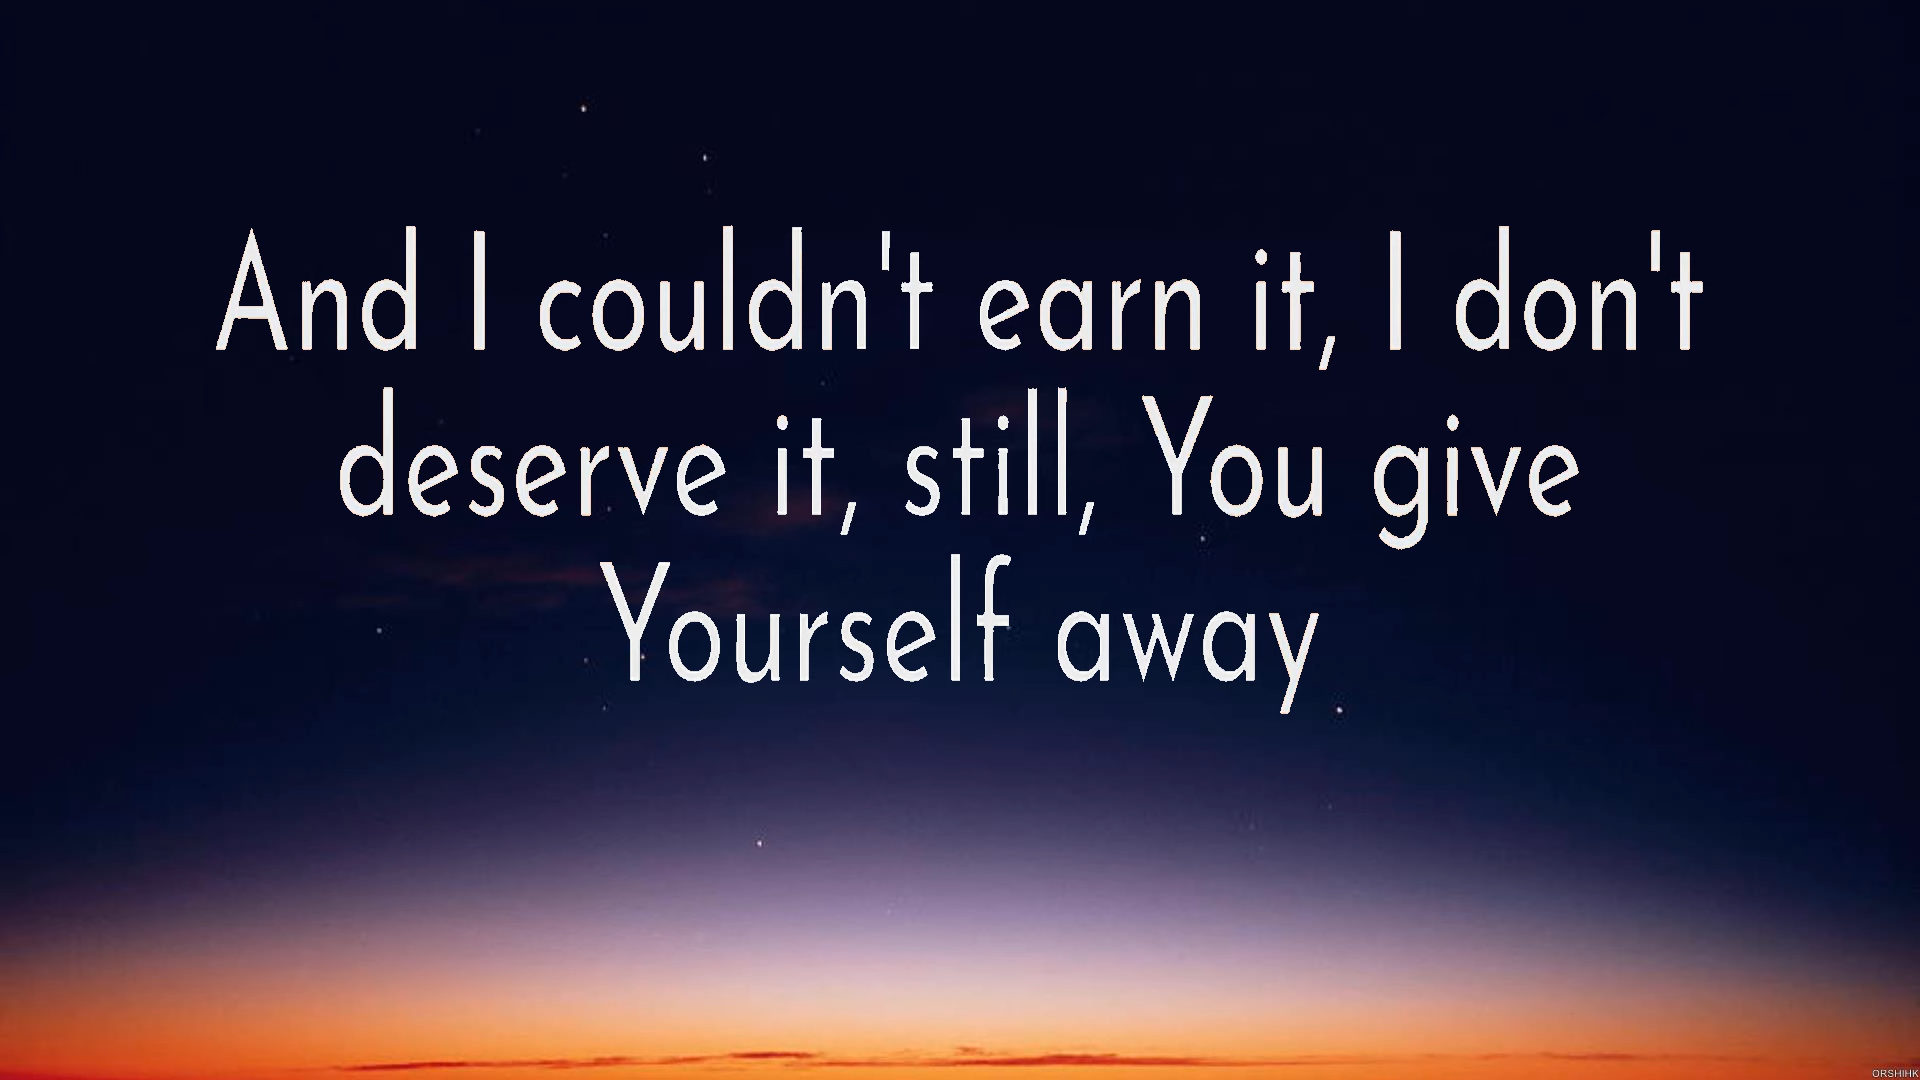 And I couldn't earn it, I don't
deserve it, still, You give
Yourself away
ORSHIHK